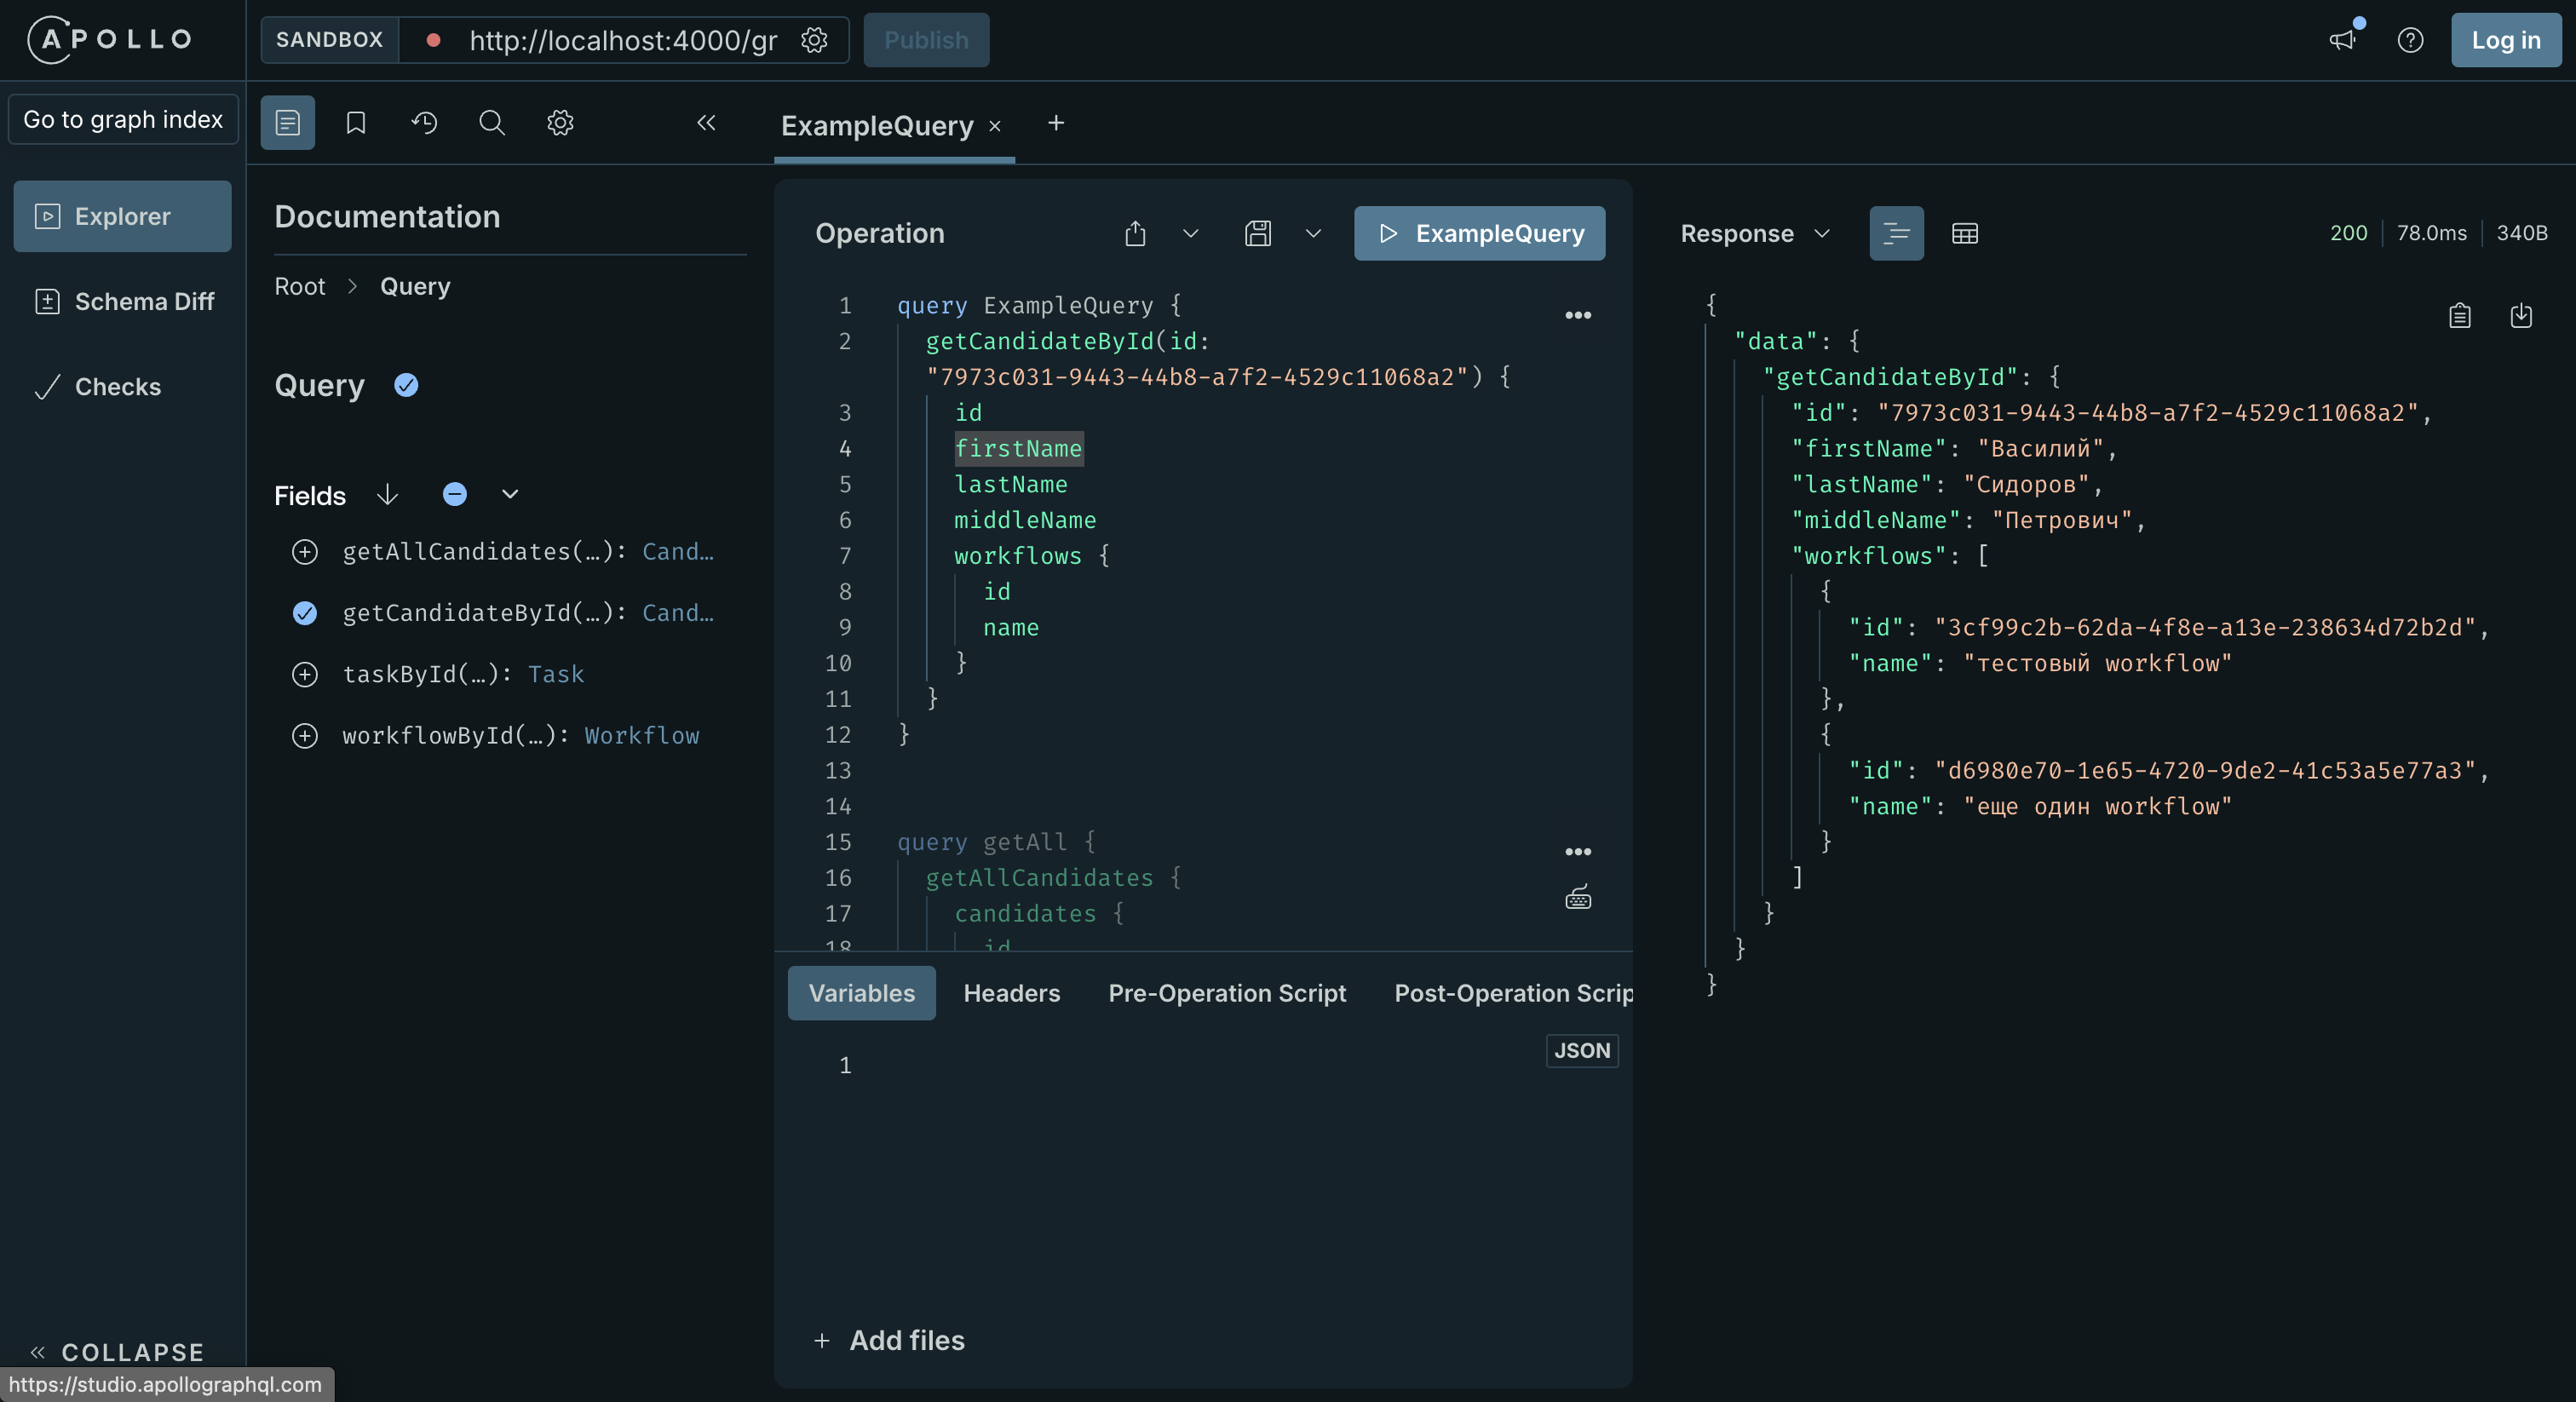 APOLLO
SANDBOX
http://localhost:4000/gr
Publish
Log in
Go to graph index
Explorer
Schema Diff
Checks
COLLAPSE
https://studio.apollographql.com
Documentation
Root > Query
Query
Fields
getAllCandidates(…): Cand…
getCandidateById(…): Cand…
taskById(…): Task
workflowById(…): Workflow
ExampleQuery
Operation
ExampleQuery
1 query ExampleQuery {
2 getCandidateById(id:
"7973c031-9443-44b8-a7f2-4529c11068a2") {
3 id
4 firstName
5 lastName
6 middleName
7 workflows {
8 id
9 name
10 }
11 }
12 }
13
14
15 query getAll {
16 getAllCandidates {
17 candidates {
18 id
Variables
Headers
Pre-Operation Script
Post-Operation Scrip
1
JSON
+ Add files
Response
200
78.0ms
340B
{
"data": {
"getCandidateById": {
"id": "7973c031-9443-44b8-a7f2-4529c11068a2",
"firstName": "Василий",
"lastName": "Сидоров",
"middleName": "Петрович",
"workflows": [
{
"id": "3cf99c2b-62da-4f8e-a13e-238634d72b2d",
"name": "тестовый workflow"
},
{
"id": "d6980e70-1e65-4720-9de2-41c53a5e77a3",
"name": "еще один workflow"
}
]
}
}
}